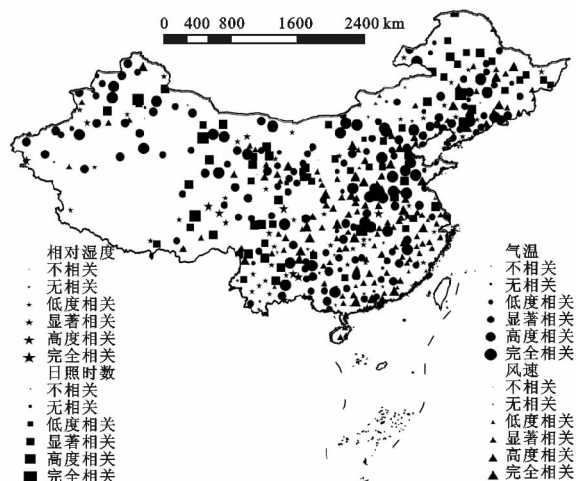 0 400 800 1600 2400 km
相对湿度
不相关
无相关
低度相关
显著相关
高度相关
完全相关
日照时数
不相关
无相关
低度相关
显著相关
高度相关
完全相关
气温
不相关
无相关
低度相关
显著相关
高度相关
完全相关
风速
不相关
无相关
低度相关
显著相关
高度相关
完全相关